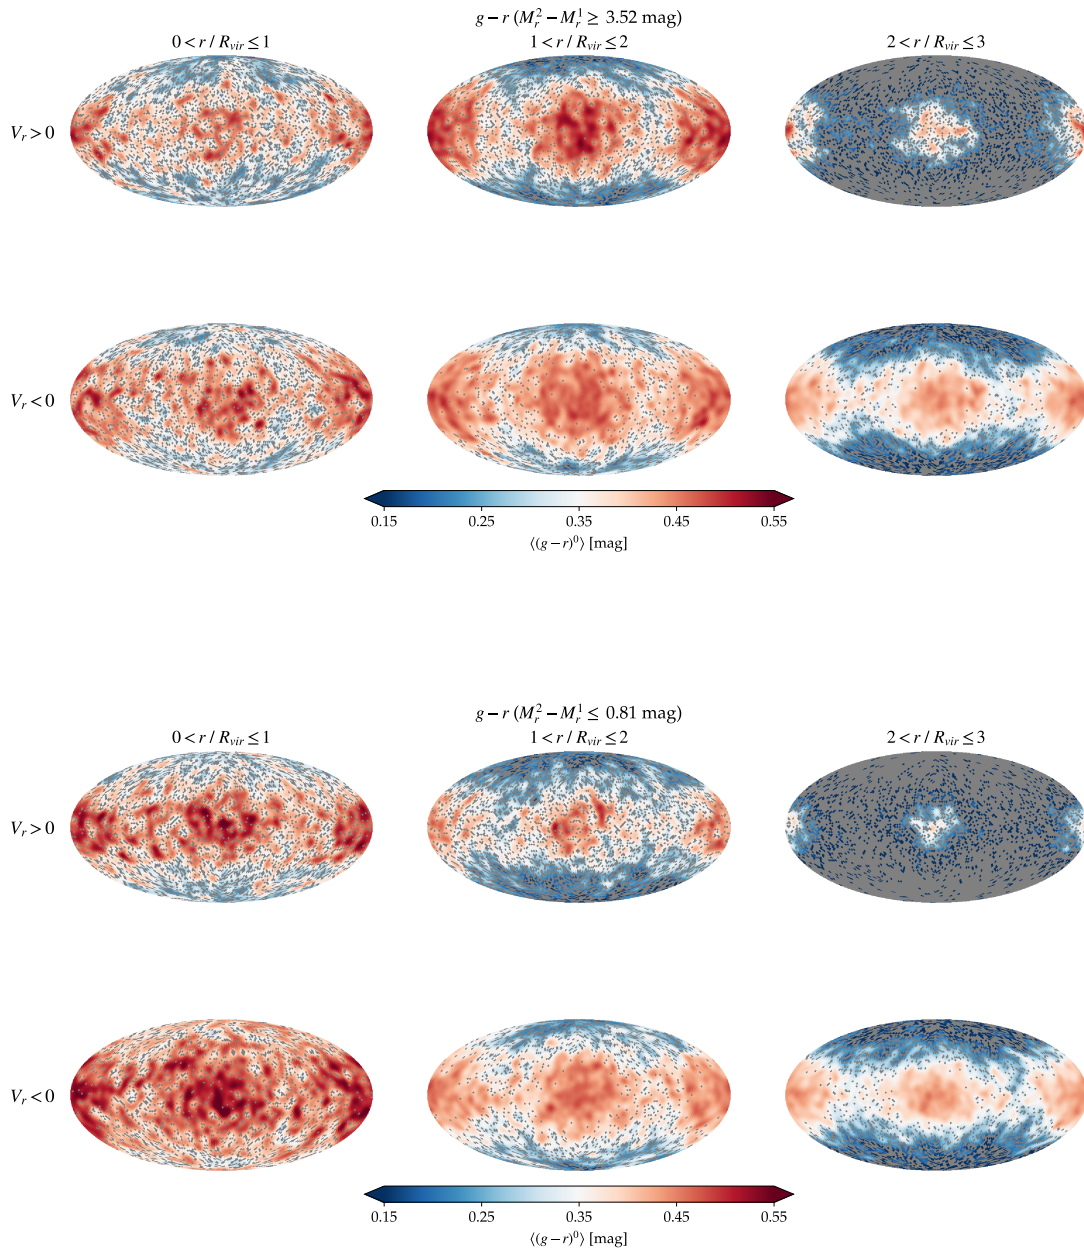 g − r (M_r^2 − M_r^1 ≥ 3.52 mag)
0 < r / R_vir ≤ 1 1 < r / R_vir ≤ 2 2 < r / R_vir ≤ 3
V_r > 0
V_r < 0
0.15 0.25 0.35 0.45 0.55
⟨(g − r)^0⟩ [mag]
g − r (M_r^2 − M_r^1 ≤ 0.81 mag)
0 < r / R_vir ≤ 1 1 < r / R_vir ≤ 2 2 < r / R_vir ≤ 3
V_r > 0
V_r < 0
0.15 0.25 0.35 0.45 0.55
⟨(g − r)^0⟩ [mag]